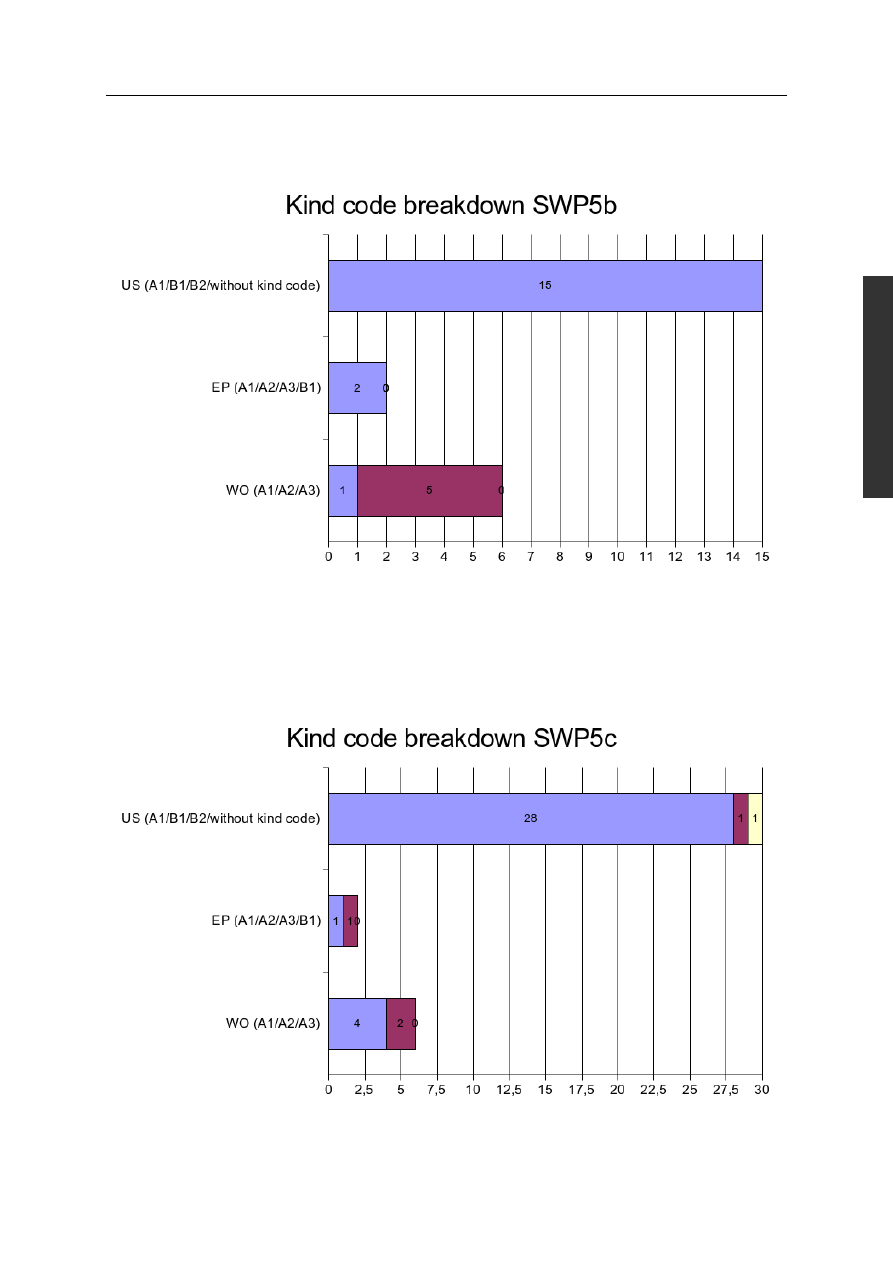 Kind code breakdown SWP5b
US (A1/B1/B2/without kind code) 15
EP (A1/A2/A3/B1) 2 0
WO (A1/A2/A3) 1 5 0
0 1 2 3 4 5 6 7 8 9 10 11 12 13 14 15
Kind code breakdown SWP5c
US (A1/B1/B2/without kind code) 28 1 1
EP (A1/A2/A3/B1) 1 1 0
WO (A1/A2/A3) 4 2 0
0 2,5 5 7,5 10 12,5 15 17,5 20 22,5 25 27,5 30